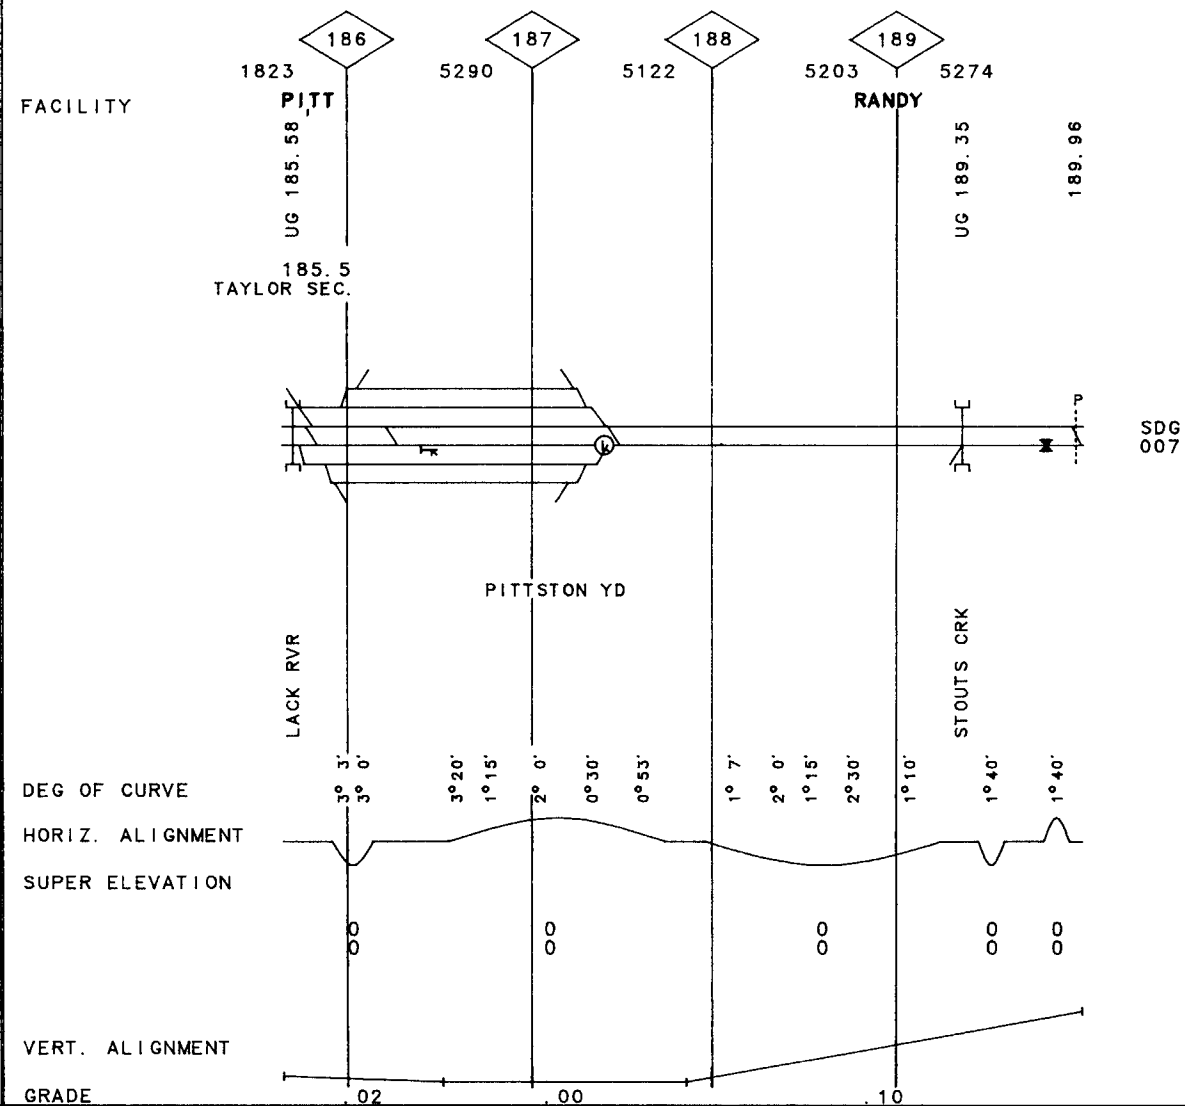 186 187 188 189
1823 5290 5122 5203 5274
FACILITY PITT RANDY
UG 185.58
UG 189.35
189.96
185.5
TAYLOR SEC.
P
SDG
007
k
PITTSTON YD
LACK RVR
STOUTS CRK
DEG OF CURVE 3° 3' 3° 0' 3°20' 1°15' 2° 0' 0°30' 0°53' 1° 7' 2° 0' 1°15' 2°30' 1°10' 1°40' 1°40'
HORIZ. ALIGNMENT
SUPER ELEVATION
0 0 0 0 0
0 0 0 0 0
VERT. ALIGNMENT
GRADE .02 .00 .10